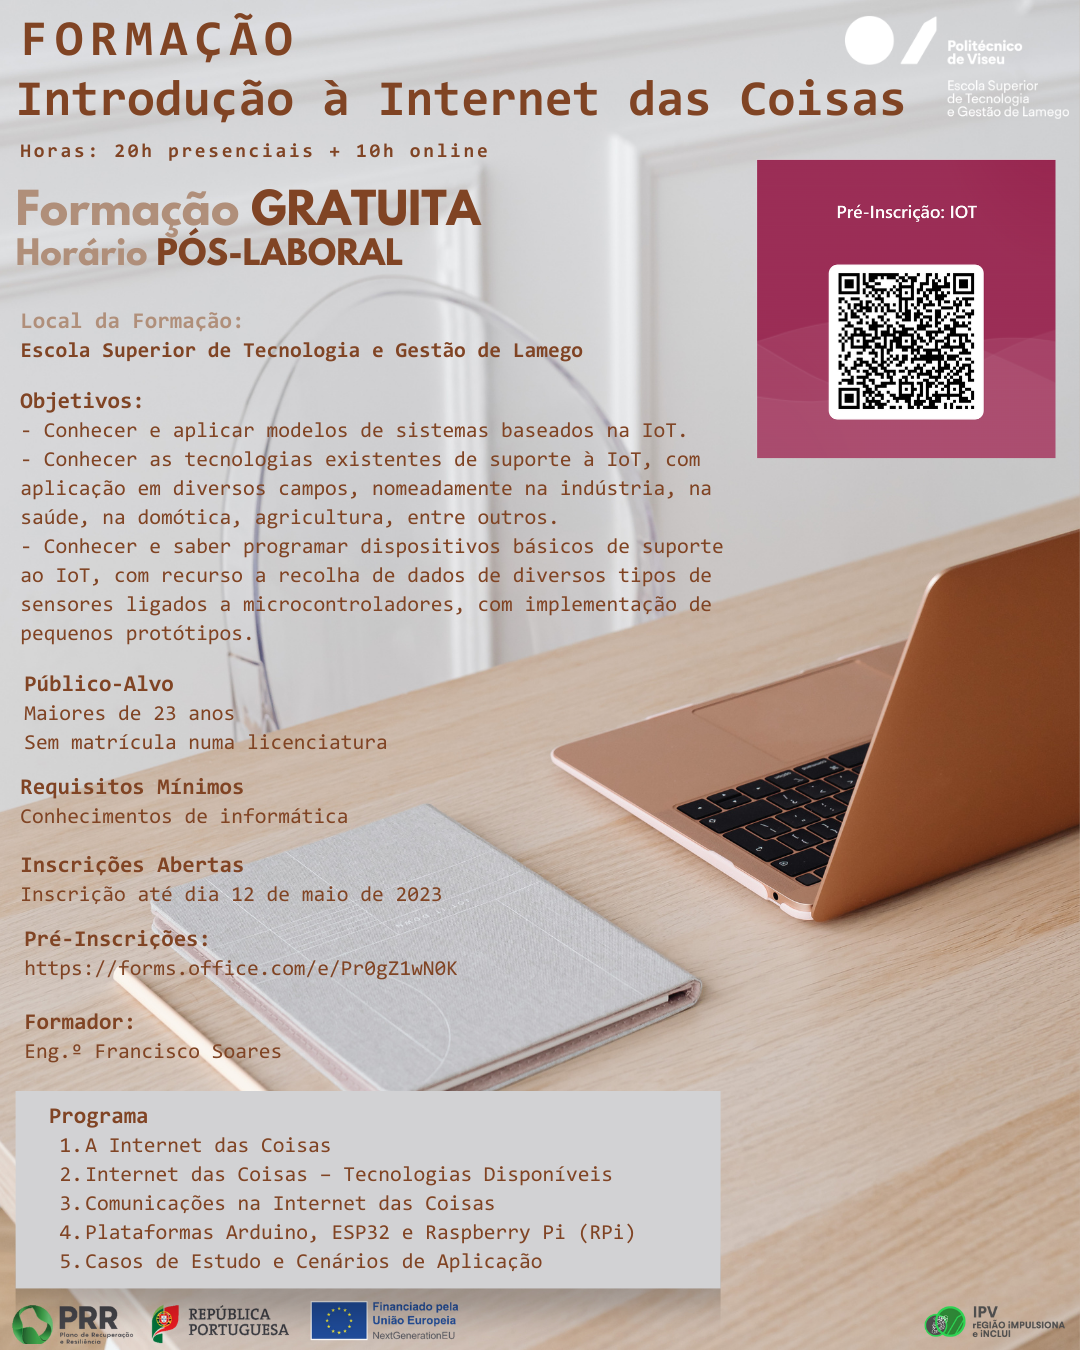 FORMAÇÃO
Introdução à Internet das Coisas
Horas: 20h presenciais + 10h online
Formação GRATUITA
Horário PÓS-LABORAL
Politécnico
de Viseu
Escola Superior
de Tecnologia
e Gestão de Lamego
Pré-Inscrição: IOT
Local da Formação:
Escola Superior de Tecnologia e Gestão de Lamego
Objetivos:
- Conhecer e aplicar modelos de sistemas baseados na IoT.
- Conhecer as tecnologias existentes de suporte à IoT, com
aplicação em diversos campos, nomeadamente na indústria, na
saúde, na domótica, agricultura, entre outros.
- Conhecer e saber programar dispositivos básicos de suporte
ao IoT, com recurso a recolha de dados de diversos tipos de
sensores ligados a microcontroladores, com implementação de
pequenos protótipos.
Público-Alvo
Maiores de 23 anos
Sem matrícula numa licenciatura
Requisitos Mínimos
Conhecimentos de informática
Inscrições Abertas
Inscrição até dia 12 de maio de 2023
Pré-Inscrições:
https://forms.office.com/e/Pr0gZ1wN0K
Formador:
Eng.º Francisco Soares
Programa
1. A Internet das Coisas
2. Internet das Coisas – Tecnologias Disponíveis
3. Comunicações na Internet das Coisas
4. Plataformas Arduino, ESP32 e Raspberry Pi (RPi)
5. Casos de Estudo e Cenários de Aplicação
PRR
Plano de Recuperação
e Resiliência
REPÚBLICA
PORTUGUESA
Financiado pela
União Europeia
NextGenerationEU
IPV
rEGIÃO iMPULSIONA
e iNCLUI